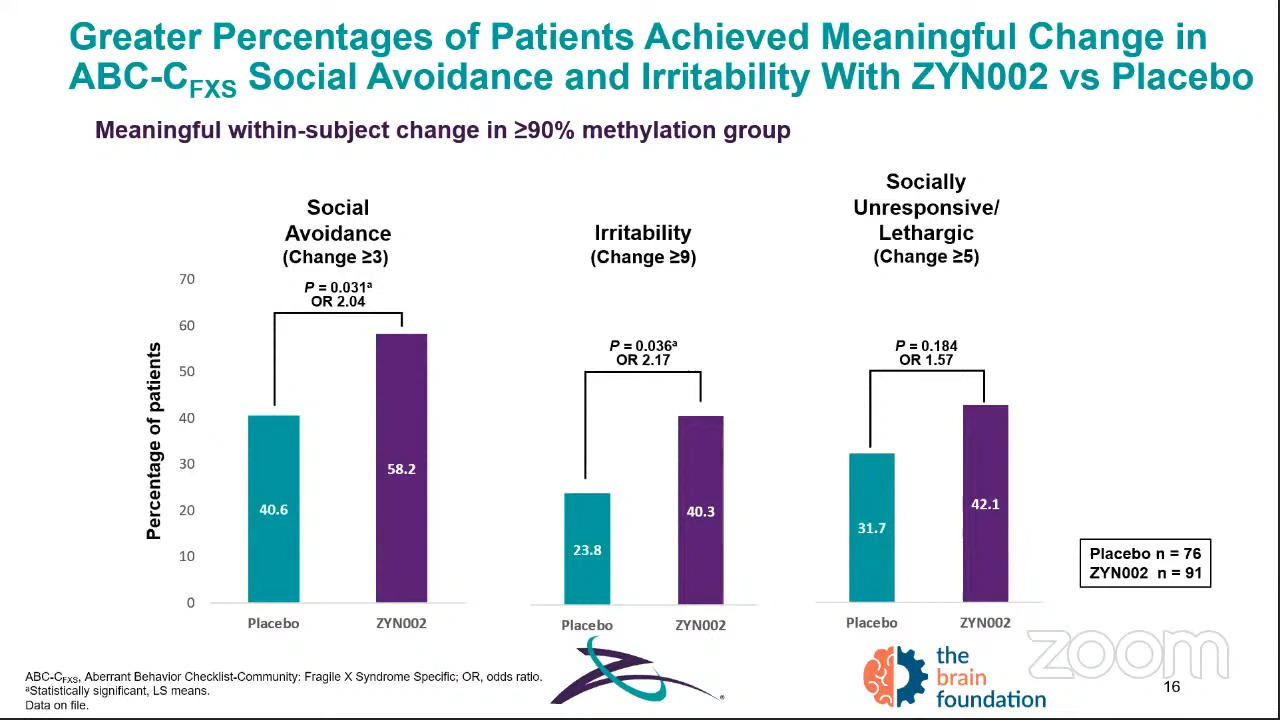 Greater Percentages of Patients Achieved Meaningful Change in
ABC-CFXS Social Avoidance and Irritability With ZYN002 vs Placebo
Meaningful within-subject change in ≥90% methylation group
Social
Avoidance
(Change ≥3)
Irritability
(Change ≥9)
Socially
Unresponsive/
Lethargic
(Change ≥5)
Percentage of patients
70
60
50
40
30
20
10
0
P = 0.031ᵃ
OR 2.04
40.6
58.2
Placebo
ZYN002
P = 0.036ᵃ
OR 2.17
23.8
40.3
Placebo
ZYN002
P = 0.184
OR 1.57
31.7
42.1
Placebo
ZYN002
Placebo n = 76
ZYN002 n = 91
ABC-CFXS, Aberrant Behavior Checklist-Community: Fragile X Syndrome Specific; OR, odds ratio.
ᵃStatistically significant, LS means.
Data on file.
®
the
brain
foundation
zoom
16